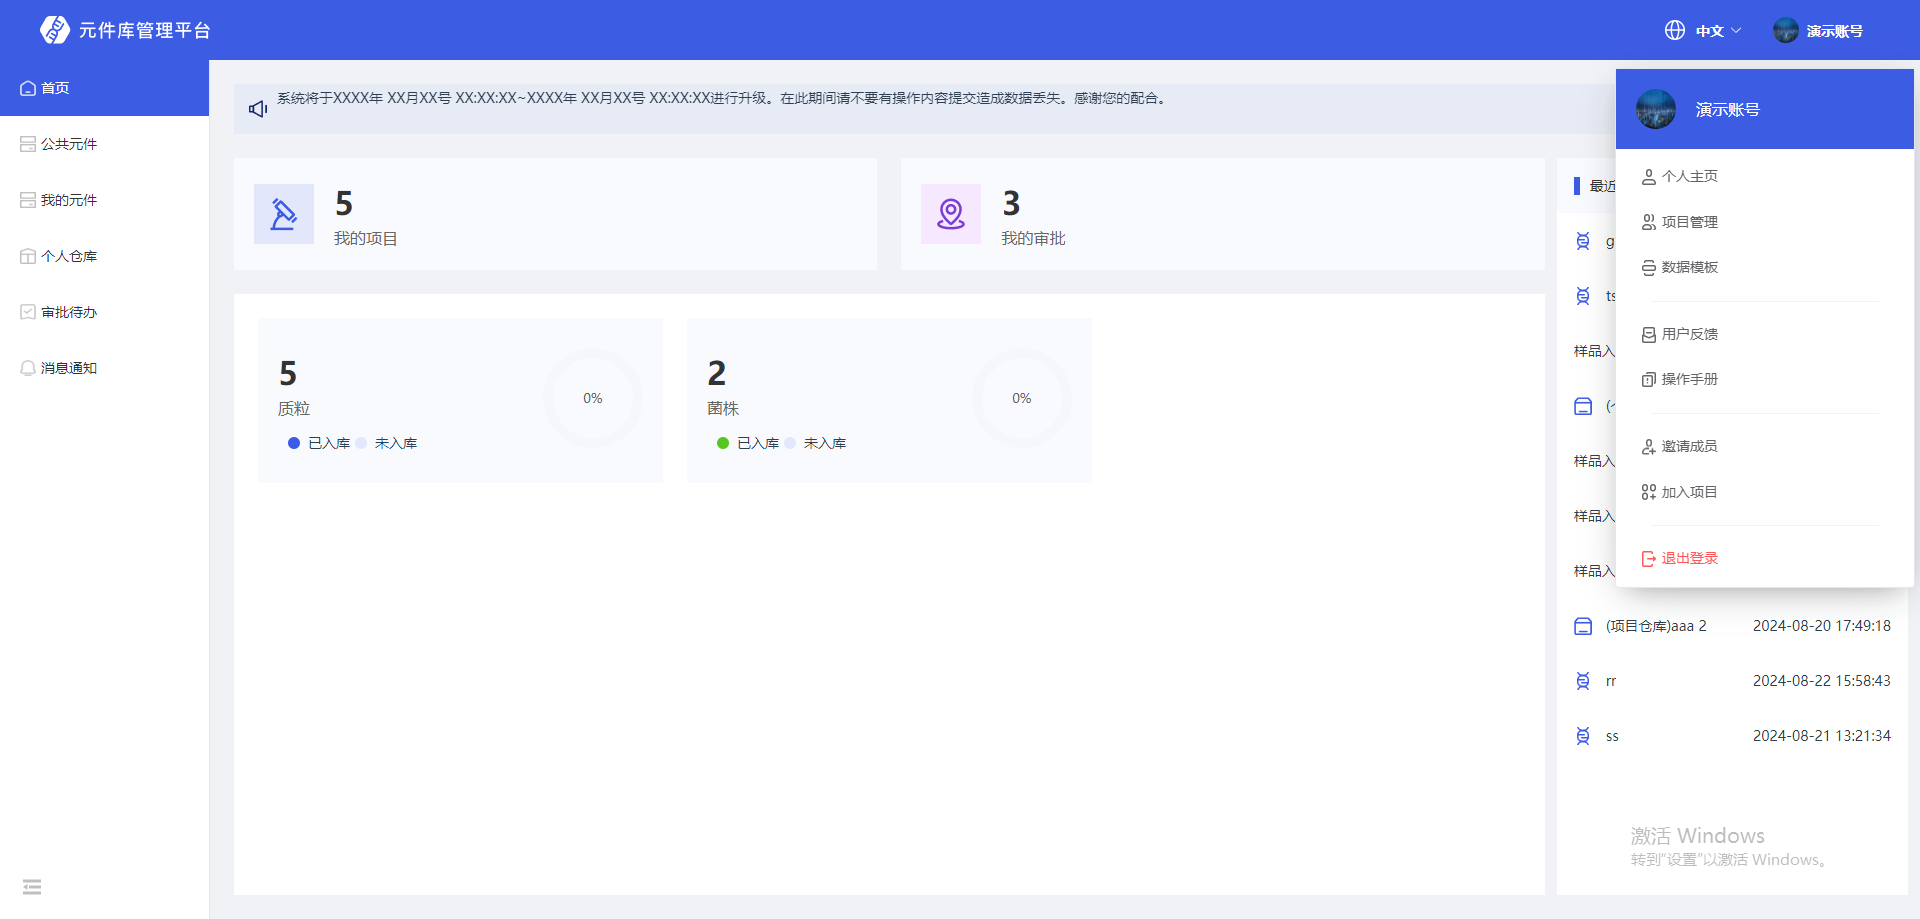 元件库管理平台
中文
演示账号
首页
公共元件
我的元件
个人仓库
审批待办
消息通知
系统将于XXXX年 XX月XX号 XX:XX:XX~XXXX年 XX月XX号 XX:XX:XX进行升级。在此期间请不要有操作内容提交造成数据丢失。感谢您的配合。
5
我的项目
3
我的审批
5
质粒
已入库 未入库
0%
2
菌株
已入库 未入库
0%
最近
g
ts
样品入
样品入
样品入
样品入
(项目仓库)aaa 2 2024-08-20 17:49:18
rr 2024-08-22 15:58:43
ss 2024-08-21 13:21:34
演示账号
个人主页
项目管理
数据模板
用户反馈
操作手册
邀请成员
加入项目
退出登录
激活 Windows
转到"设置"以激活 Windows。